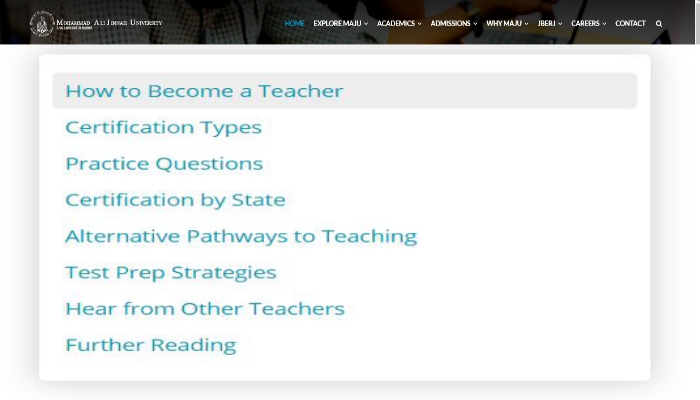 Mohammad Ali Jinnah University
HOME EXPLORE MAJU ACADEMICS ADMISSIONS WHY MAJU JBERJ CAREERS CONTACT
How to Become a Teacher
Certification Types
Practice Questions
Certification by State
Alternative Pathways to Teaching
Test Prep Strategies
Hear from Other Teachers
Further Reading